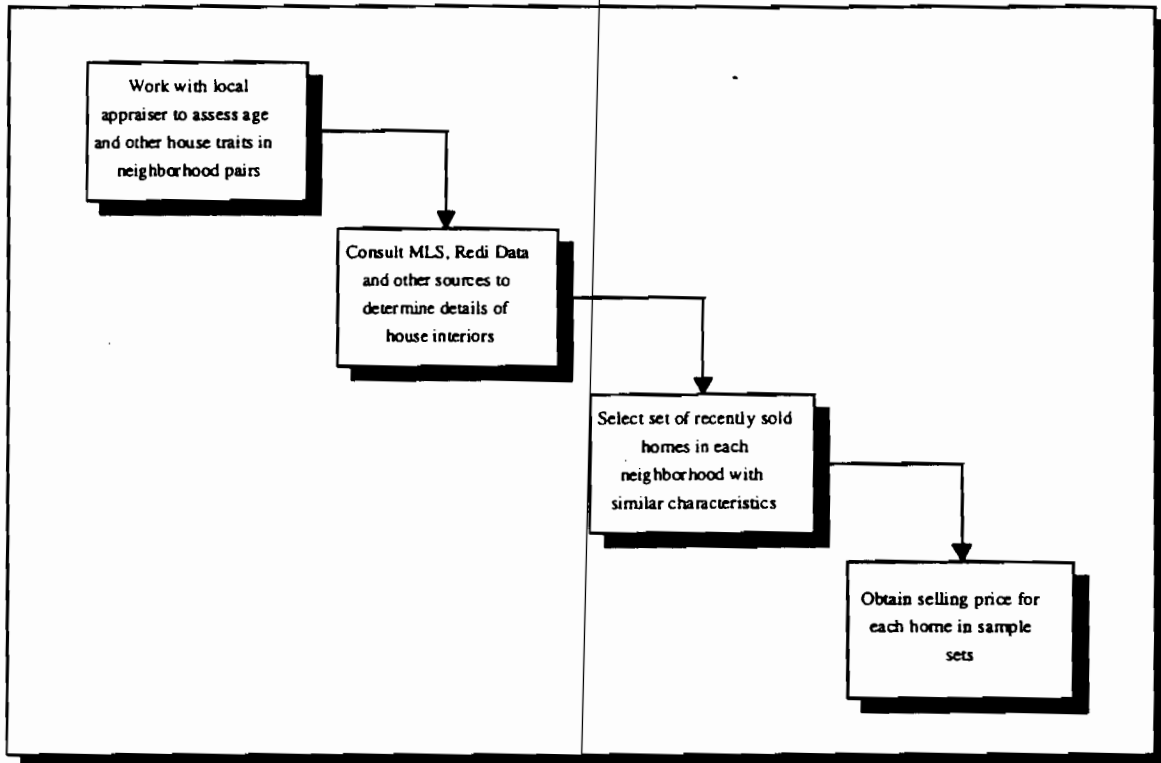 Work with local
appraiser to assess age
and other house traits in
neighborhood pairs
Consult MLS, Redi Data
and other sources to
determine details of
house interiors
Select set of recently sold
homes in each
neighborhood with
similar characteristics
Obtain selling price for
each home in sample
sets